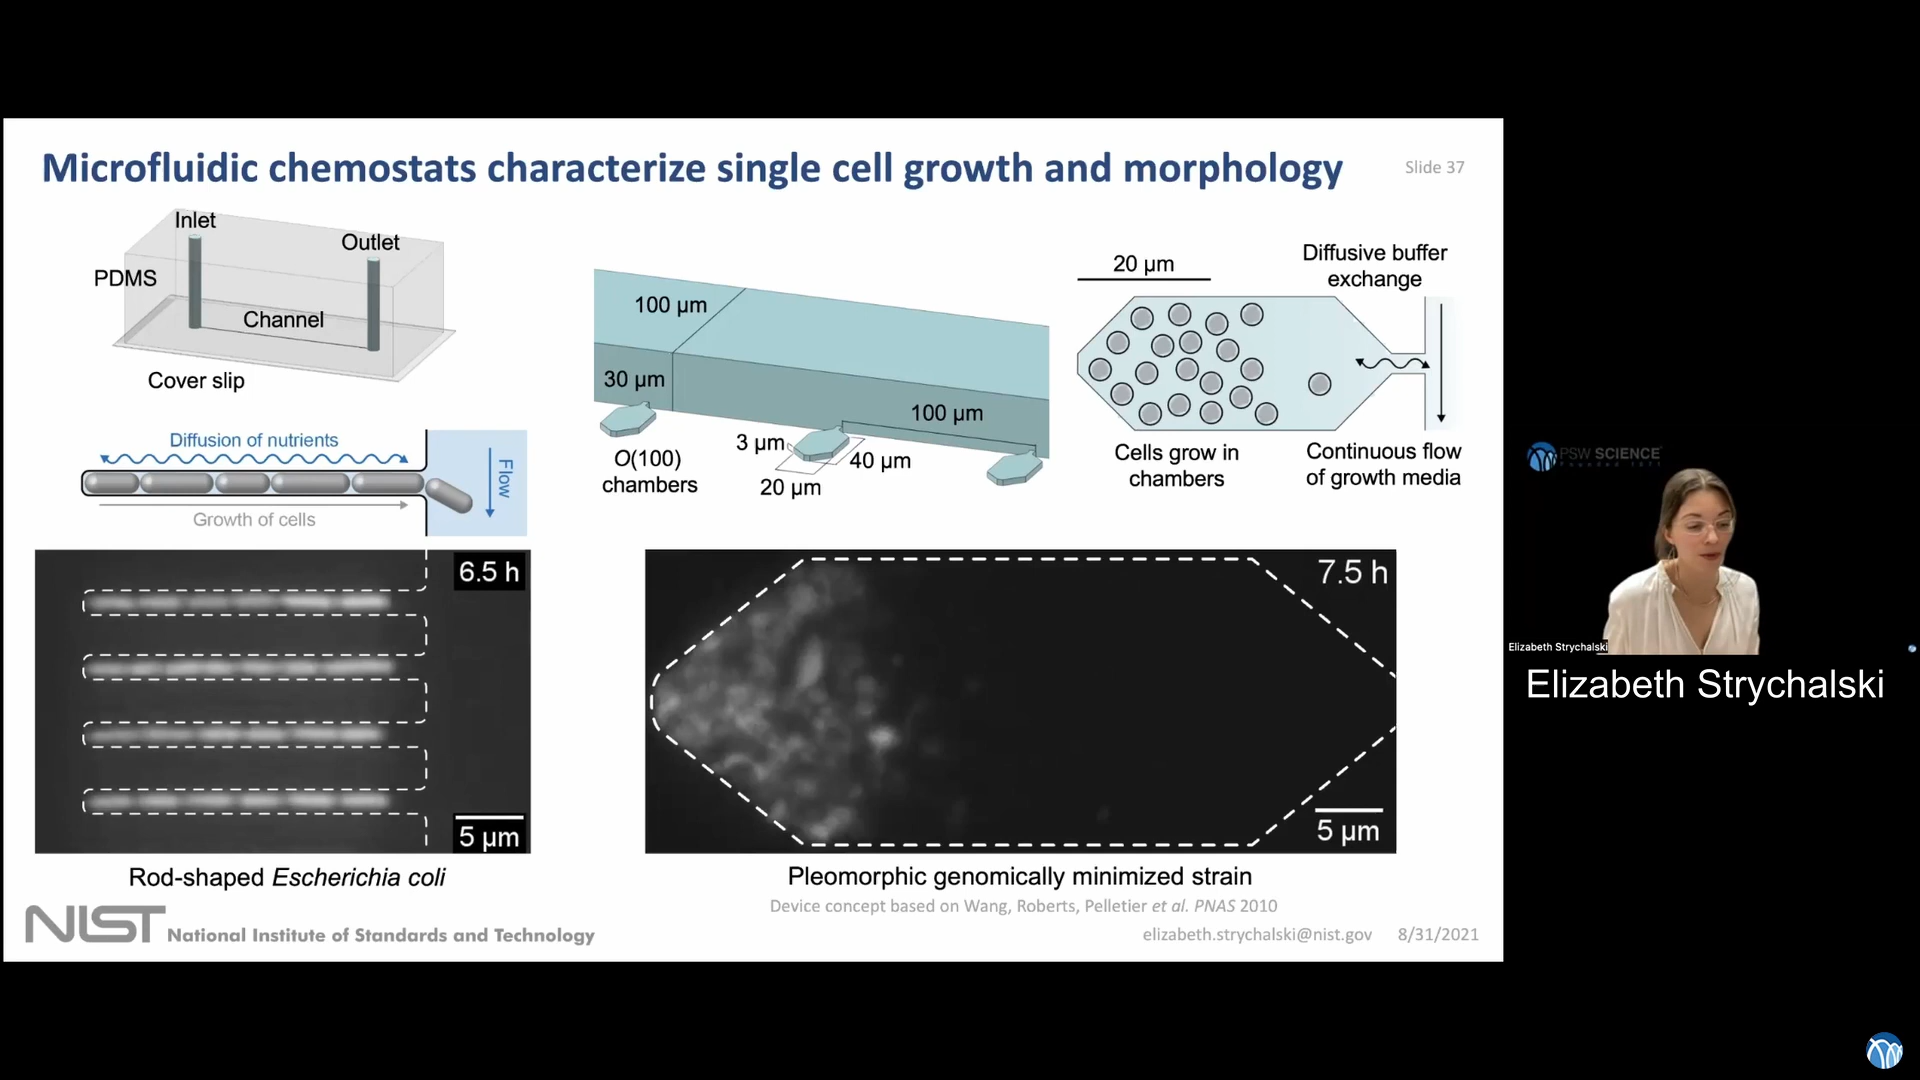 Microfluidic chemostats characterize single cell growth and morphology
Slide 37
Inlet
Outlet
PDMS
Channel
Cover slip
100 µm
30 µm
100 µm
3 µm
40 µm
20 µm
O(100)
chambers
20 µm
Diffusive buffer
exchange
Cells grow in
chambers
Continuous flow
of growth media
Diffusion of nutrients
Flow
Growth of cells
6.5 h
5 µm
Rod-shaped Escherichia coli
7.5 h
5 µm
Pleomorphic genomically minimized strain
Device concept based on Wang, Roberts, Pelletier et al. PNAS 2010
NIST National Institute of Standards and Technology
elizabeth.strychalski@nist.gov
8/31/2021
PSW SCIENCE
Elizabeth Strychalski
Elizabeth Strychalski